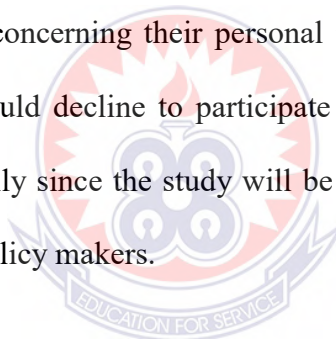 concerning their personal
uld decline to participate
ly since the study will be
licy makers.
EDUCATION FOR SERVICE